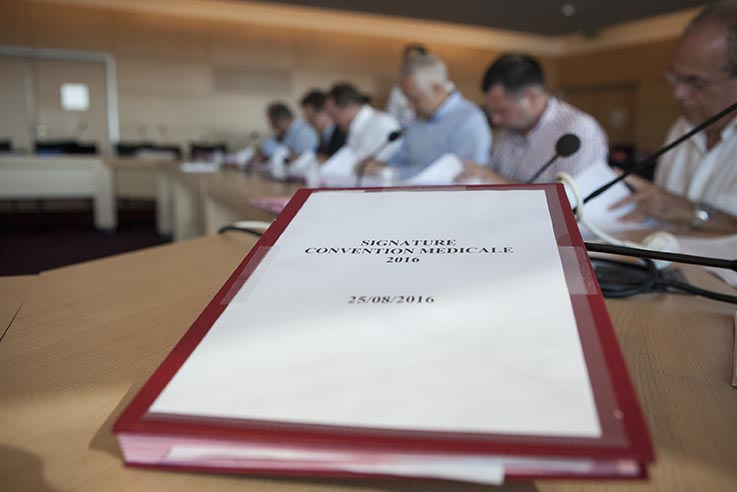 SIGNATURE
CONVENTION MEDICALE
2016
25/08/2016